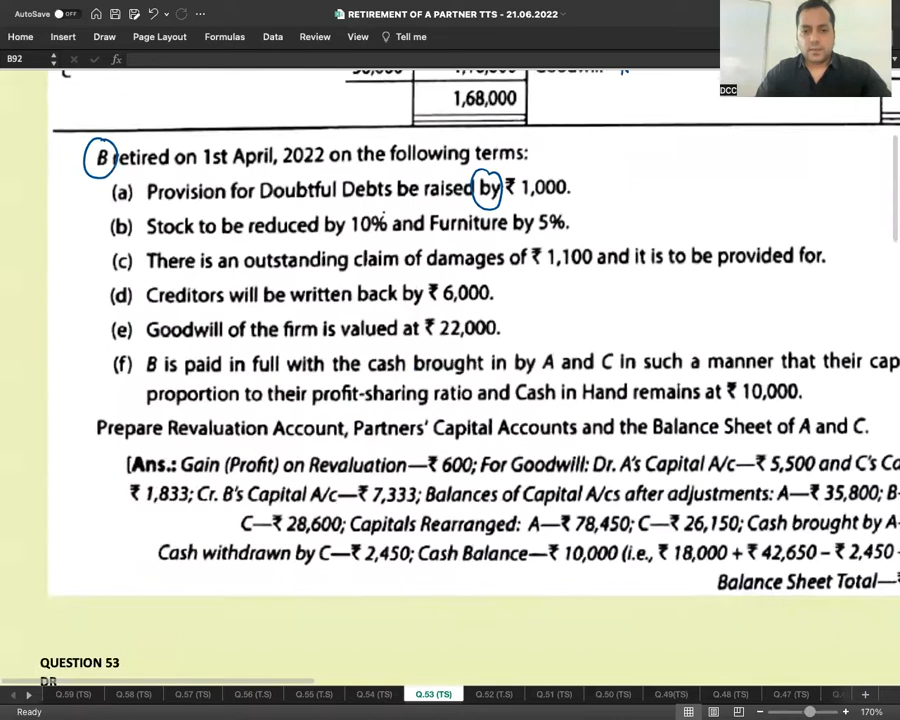 AutoSave OFF RETIREMENT OF A PARTNER TTS - 21.06.2022
Home Insert Draw Page Layout Formulas Data Review View Tell me
B92 fx
DCC
1,68,000
B retired on 1st April, 2022 on the following terms:
(a) Provision for Doubtful Debts be raised by ₹ 1,000.
(b) Stock to be reduced by 10% and Furniture by 5%.
(c) There is an outstanding claim of damages of ₹ 1,100 and it is to be provided for.
(d) Creditors will be written back by ₹ 6,000.
(e) Goodwill of the firm is valued at ₹ 22,000.
(f) B is paid in full with the cash brought in by A and C in such a manner that their cap
proportion to their profit-sharing ratio and Cash in Hand remains at ₹ 10,000.
Prepare Revaluation Account, Partners' Capital Accounts and the Balance Sheet of A and C.
[Ans.: Gain (Profit) on Revaluation—₹ 600; For Goodwill: Dr. A's Capital A/c—₹ 5,500 and C's Ca
₹ 1,833; Cr. B's Capital A/c—₹ 7,333; Balances of Capital A/cs after adjustments: A—₹ 35,800; B-
C—₹ 28,600; Capitals Rearranged: A—₹ 78,450; C—₹ 26,150; Cash brought by A-
Cash withdrawn by C—₹ 2,450; Cash Balance—₹ 10,000 (i.e., ₹ 18,000 + ₹ 42,650 – ₹ 2,450
Balance Sheet Total—₹
QUESTION 53
DR
Q.59 (TS) Q.58 (TS) Q.57 (TS) Q.56 (T.S) Q.55 (T.S) Q.54 (TS) Q.53 (TS) Q.52 (T.S) Q.51 (TS) Q.50 (TS) Q.49(TS) Q.48 (TS) Q.47 (TS)
Ready 170%